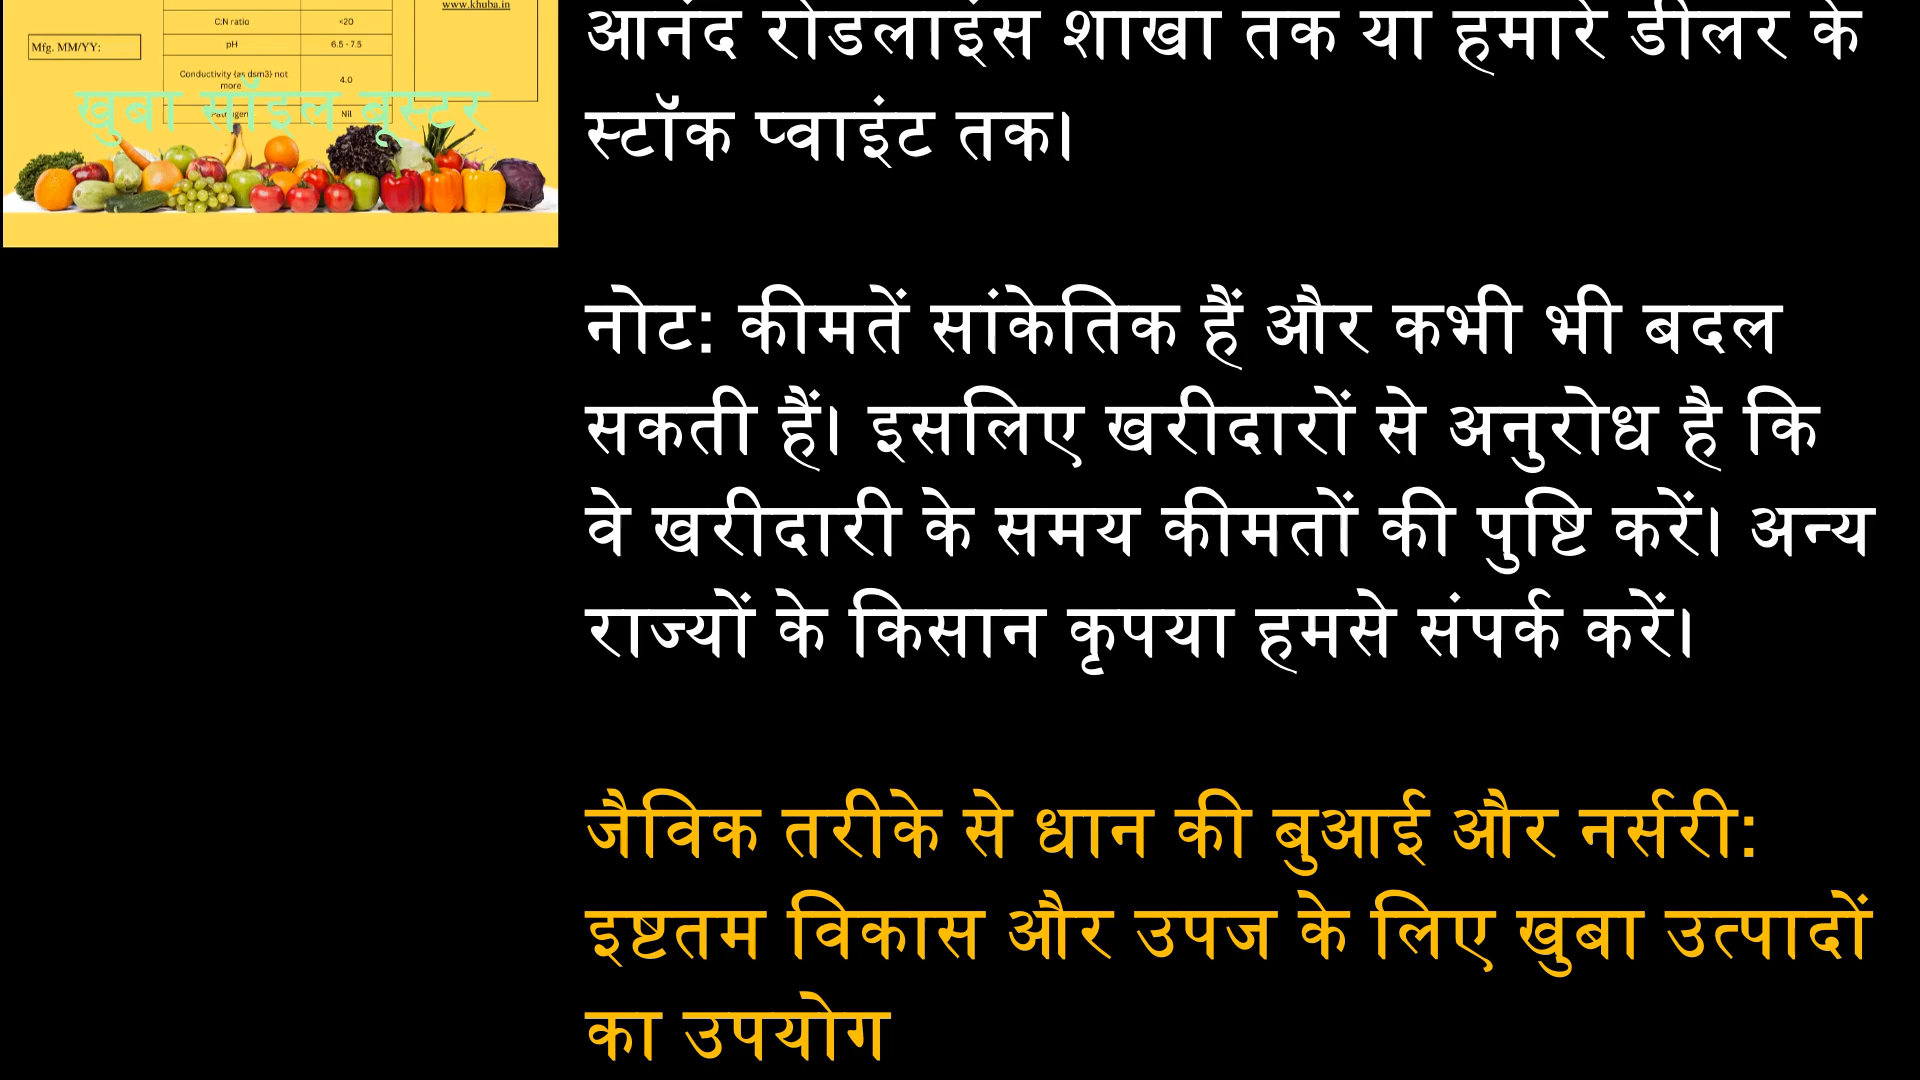 www.khuba.in
C:N ratio <20
Mfg. MM/YY:
pH 6.5 - 7.5
Conductivity (as dsm3) not
more 4.0
Nil
खुबा सॉइल बूस्टर
आनंद रोडलाइंस शाखा तक या हमारे डीलर के
स्टॉक प्वाइंट तक।
नोट: कीमतें सांकेतिक हैं और कभी भी बदल
सकती हैं। इसलिए खरीदारों से अनुरोध है कि
वे खरीदारी के समय कीमतों की पुष्टि करें। अन्य
राज्यों के किसान कृपया हमसे संपर्क करें।
जैविक तरीके से धान की बुआई और नर्सरी:
इष्टतम विकास और उपज के लिए खुबा उत्पादों
का उपयोग